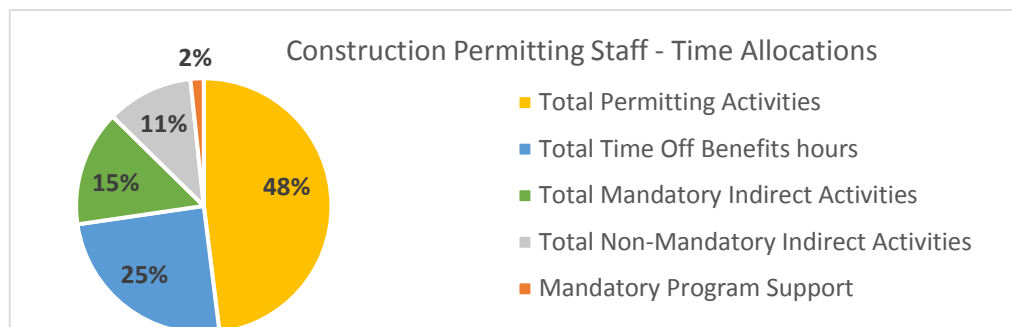 Construction Permitting Staff - Time Allocations
2%
11%
15%
48%
25%
Total Permitting Activities
Total Time Off Benefits hours
Total Mandatory Indirect Activities
Total Non-Mandatory Indirect Activities
Mandatory Program Support